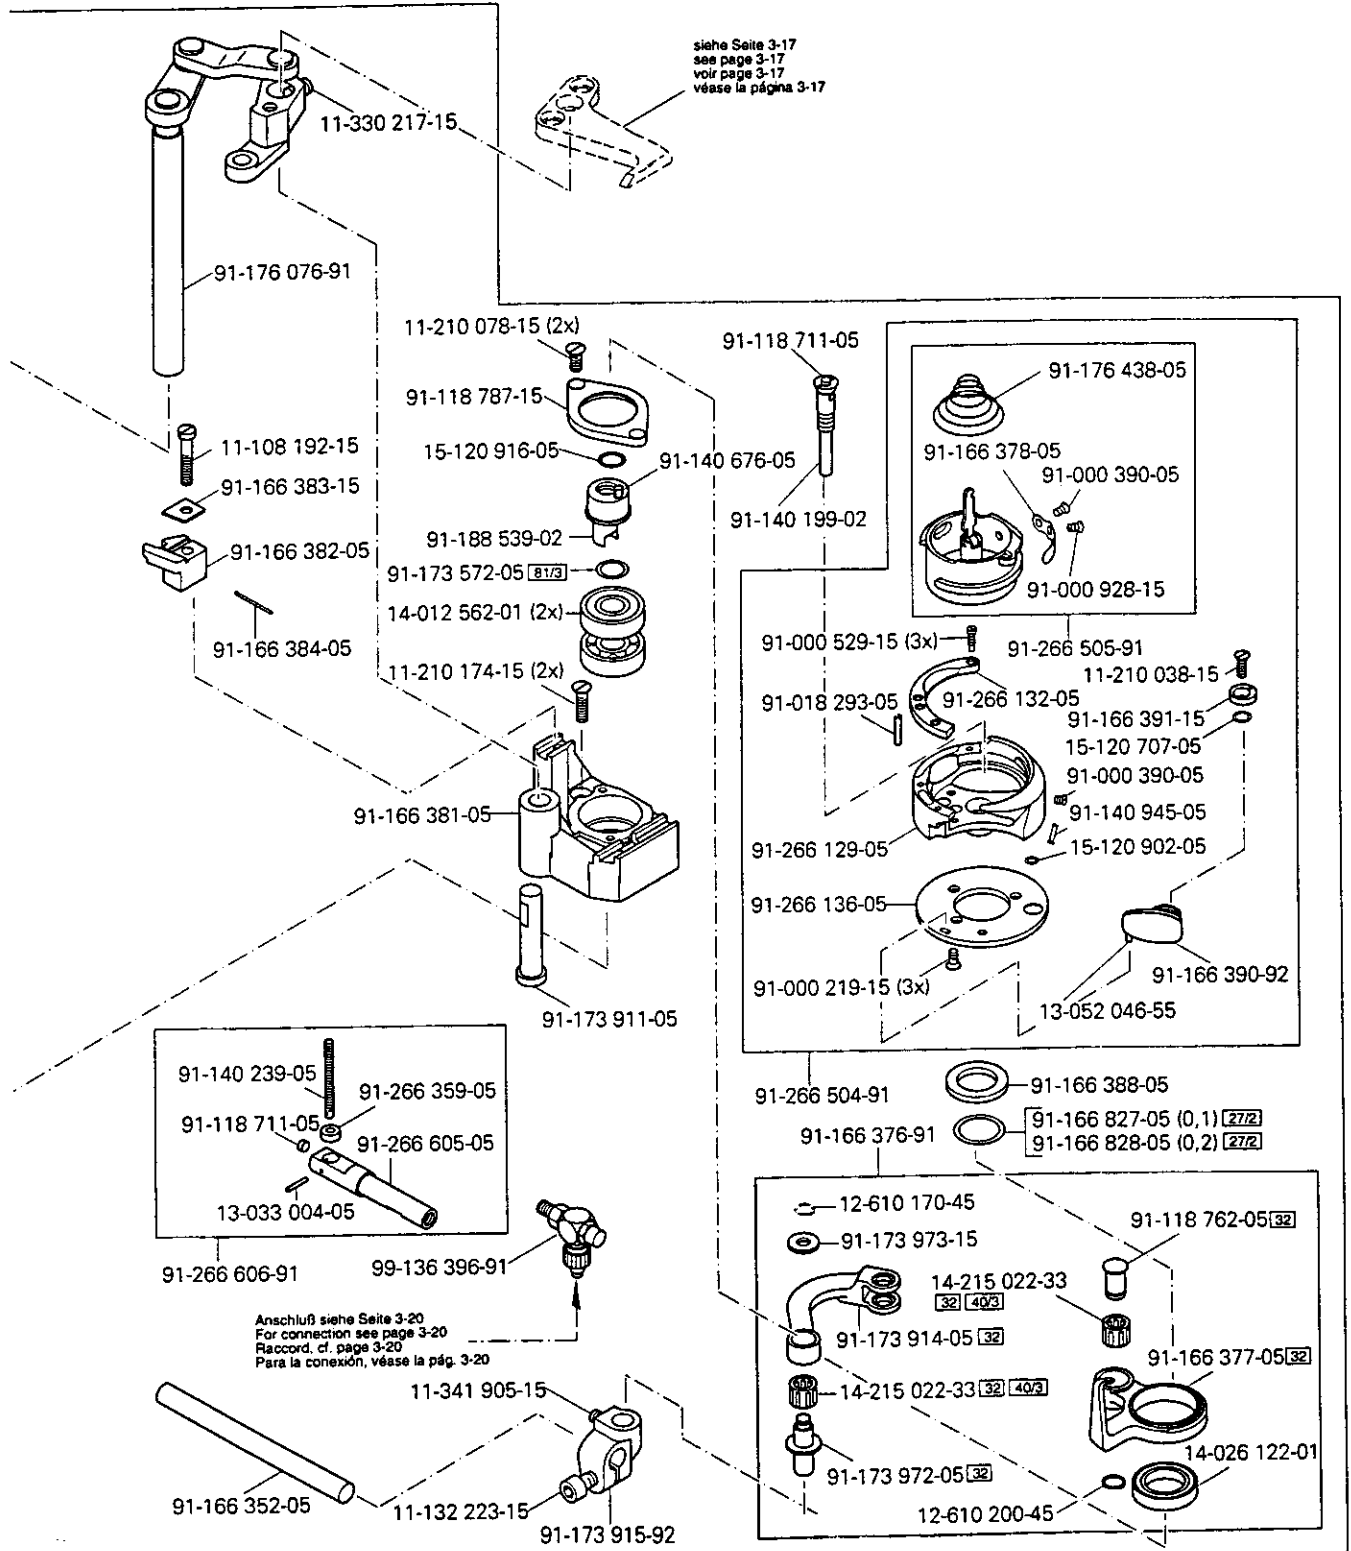 siehe Seite 3-17
see page 3-17
voir page 3-17
véase la página 3-17
11-330 217-15
91-176 076-91
11-210 078-15 (2x)
91-118 787-15
15-120 916-05
91-140 676-05
91-188 539-02
91-173 572-05 81/3
14-012 562-01 (2x)
11-210 174-15 (2x)
11-108 192-15
91-166 383-15
91-166 382-05
91-166 384-05
91-166 381-05
91-173 911-05
91-118 711-05
91-140 199-02
91-176 438-05
91-166 378-05
91-000 390-05
91-000 928-15
91-266 505-91
91-000 529-15 (3x)
91-018 293-05
91-266 132-05
11-210 038-15
91-166 391-15
15-120 707-05
91-000 390-05
91-140 945-05
91-266 129-05
15-120 902-05
91-266 136-05
91-000 219-15 (3x)
91-166 390-92
13-052 046-55
91-266 504-91
91-166 388-05
91-166 827-05 (0,1) 27/2
91-166 828-05 (0,2) 27/2
91-166 376-91
91-140 239-05
91-266 359-05
91-118 711-05
91-266 605-05
13-033 004-05
91-266 606-91
99-136 396-91
Anschluß siehe Seite 3-20
For connection see page 3-20
Raccord, cf. page 3-20
Para la conexión, véase la pág. 3-20
12-610 170-45
91-173 973-15
91-118 762-05 32
14-215 022-33
32 40/3
91-173 914-05 32
91-166 377-05 32
14-215 022-33 32 40/3
91-173 972-05 32
14-026 122-01
12-610 200-45
11-341 905-15
91-166 352-05
11-132 223-15
91-173 915-92